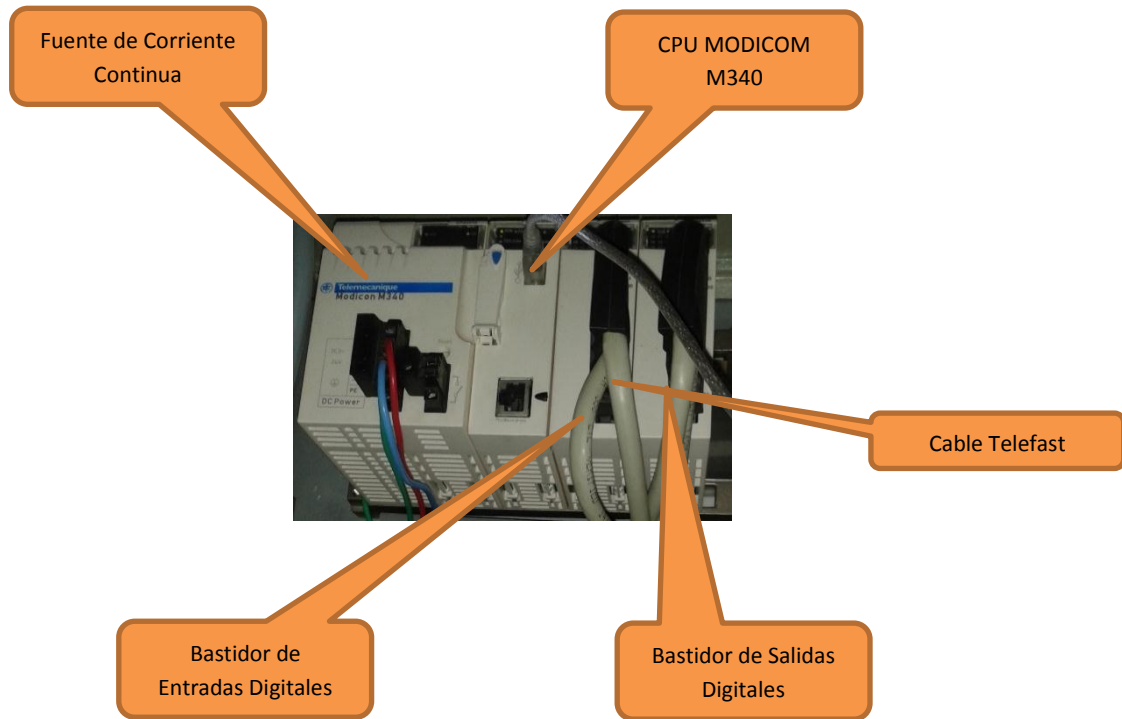 Fuente de Corriente
Continua
CPU MODICOM
M340
Telemecanique
Modicon M340
DC Power
Cable Telefast
Bastidor de
Entradas Digitales
Bastidor de Salidas
Digitales